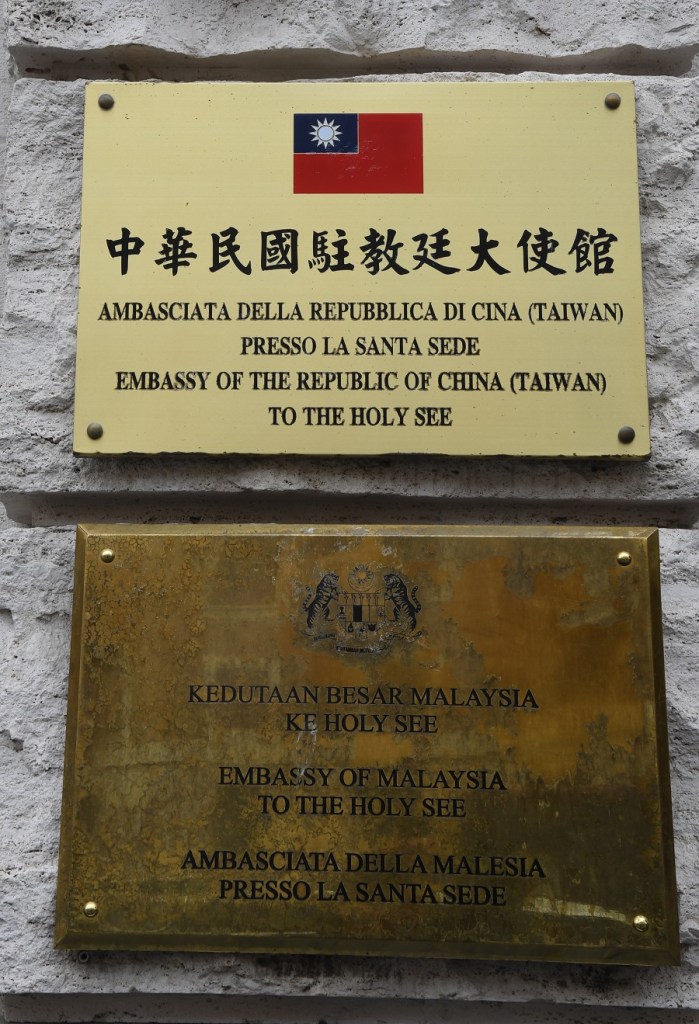 中華民國駐教廷大使館
AMBASCIATA DELLA REPUBBLICA DI CINA (TAIWAN)
PRESSO LA SANTA SEDE
EMBASSY OF THE REPUBLIC OF CHINA (TAIWAN)
TO THE HOLY SEE
KEDUTAAN BESAR MALAYSIA
KE HOLY SEE
EMBASSY OF MALAYSIA
TO THE HOLY SEE
AMBASCIATA DELLA MALESIA
PRESSO LA SANTA SEDE